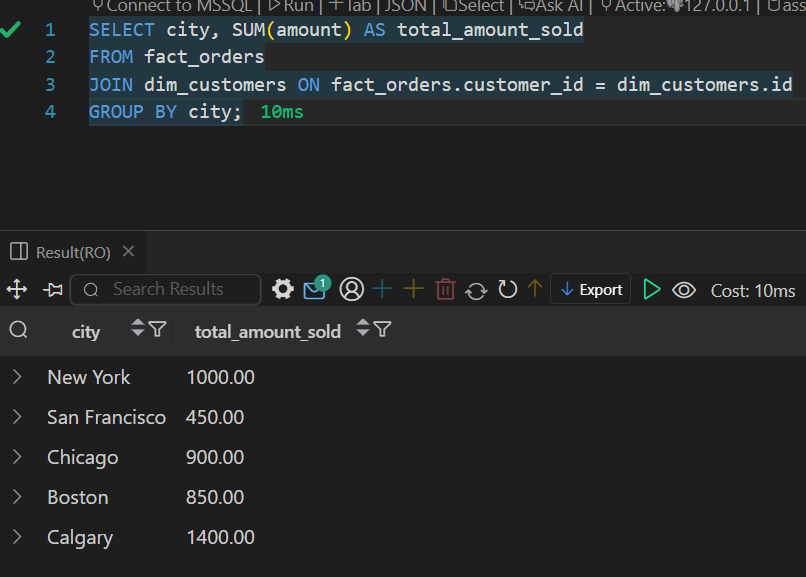 Connect to MSSQL | Run | + Tab | JSON | Select | Ask AI | Active: 127.0.0.1 |
1 SELECT city, SUM(amount) AS total_amount_sold
2 FROM fact_orders
3 JOIN dim_customers ON fact_orders.customer_id = dim_customers.id
4 GROUP BY city; 10ms
Result(RO)
Search Results 1 Export Cost: 10ms
city total_amount_sold
New York 1000.00
San Francisco 450.00
Chicago 900.00
Boston 850.00
Calgary 1400.00